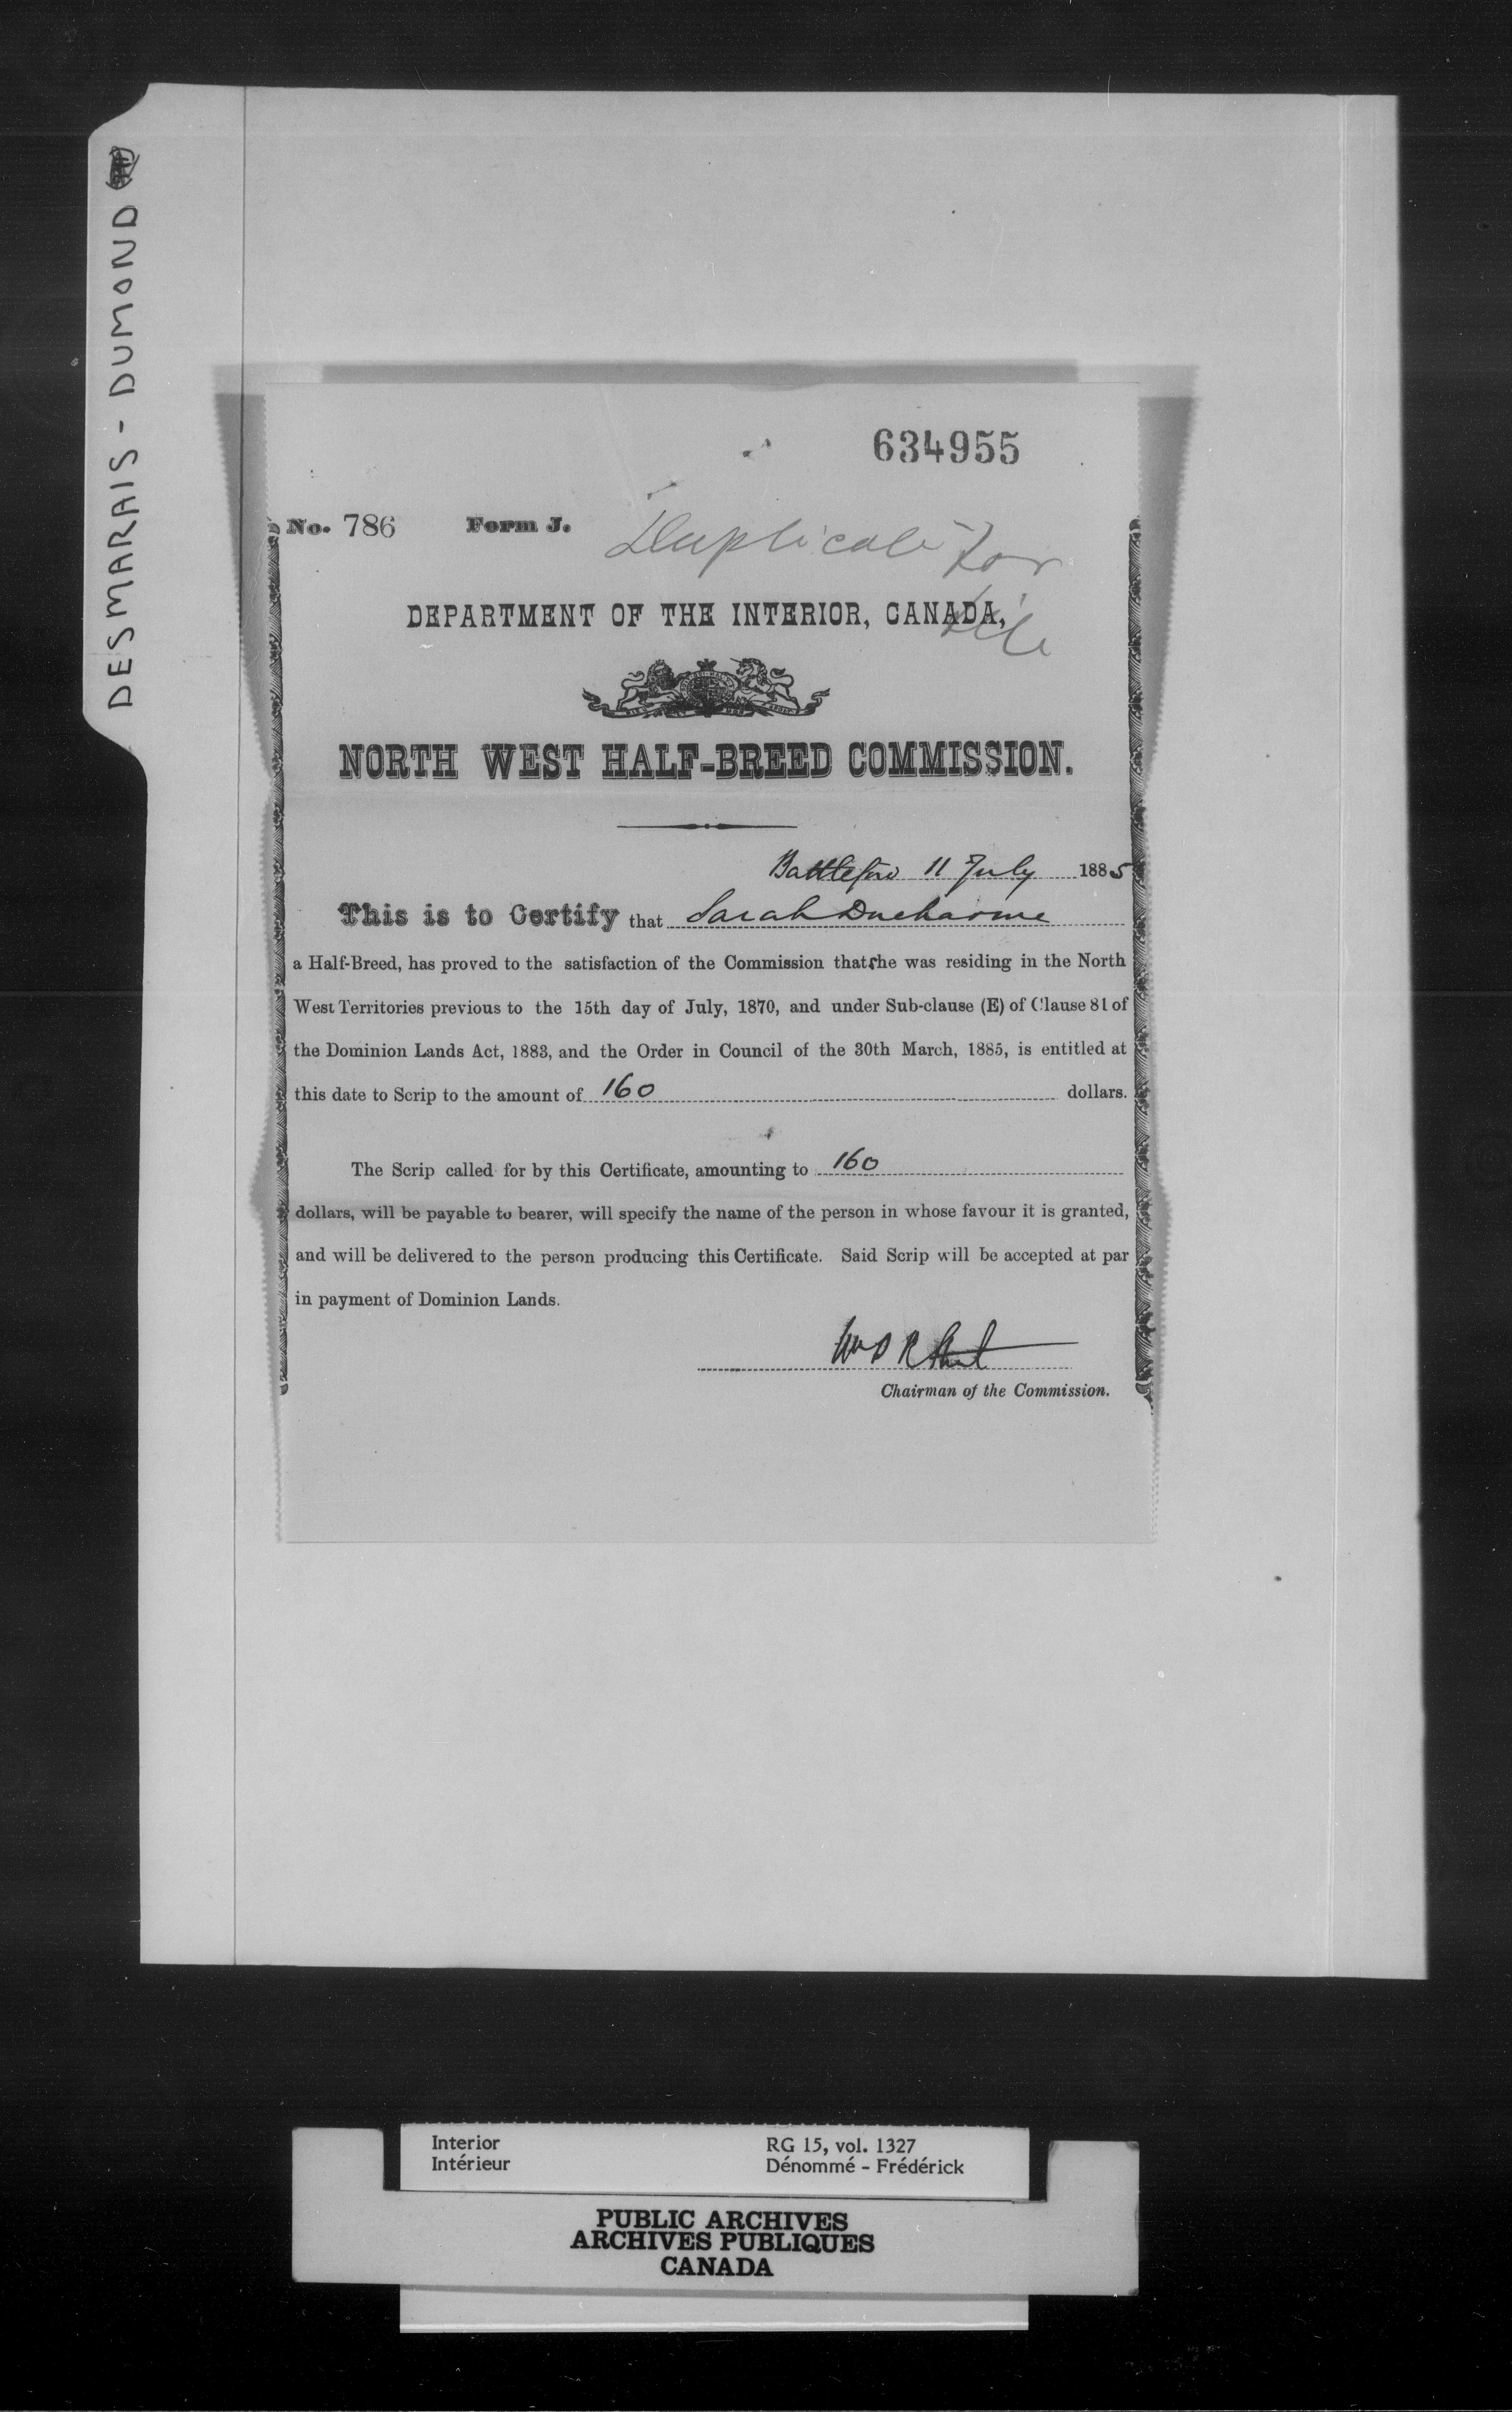 DESMARAIS - DUMOND
634955
No. 786 Form J.
Duplicate for
file
DEPARTMENT OF THE INTERIOR, CANADA,
NORTH WEST HALF-BREED COMMISSION.
Battleford 11 July 1885
This is to Certify that Sarah Ducharme
a Half-Breed, has proved to the satisfaction of the Commission that she was residing in the North
West Territories previous to the 15th day of July, 1870, and under Sub-clause (E) of Clause 81 of
the Dominion Lands Act, 1883, and the Order in Council of the 30th March, 1885, is entitled at
this date to Scrip to the amount of 160 dollars.
The Scrip called for by this Certificate, amounting to 160
dollars, will be payable to bearer, will specify the name of the person in whose favour it is granted,
and will be delivered to the person producing this Certificate. Said Scrip will be accepted at par
in payment of Dominion Lands.
Chairman of the Commission.
Interior
Intérieur
RG 15, vol. 1327
Dénommé - Frédérick
PUBLIC ARCHIVES
ARCHIVES PUBLIQUES
CANADA